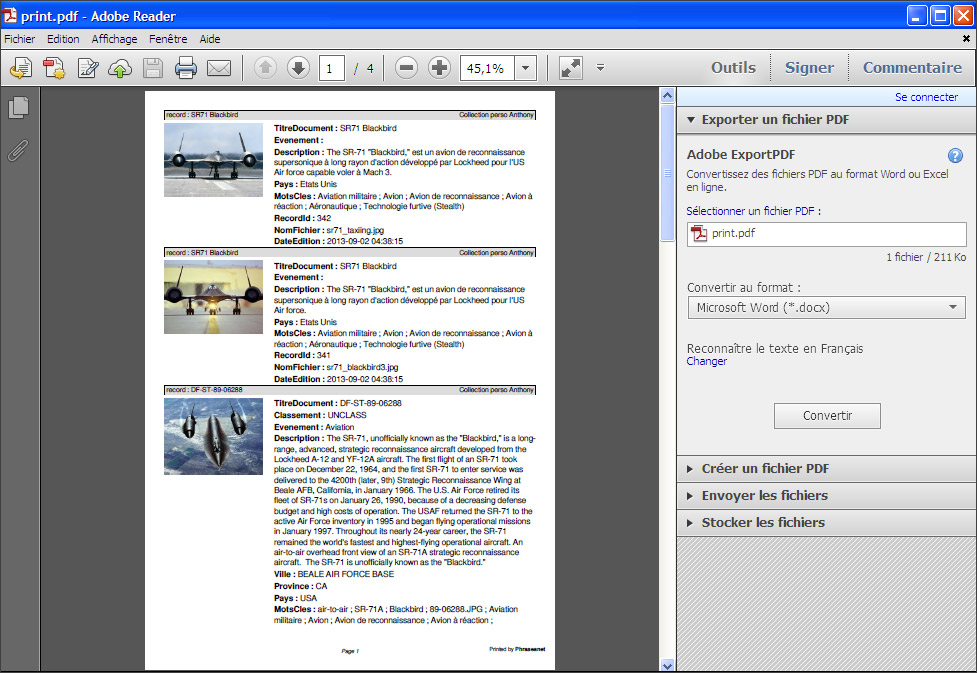 print.pdf - Adobe Reader
Fichier Edition Affichage Fenêtre Aide
1 / 4 45,1% Outils Signer Commentaire
record : SR71 Blackbird Collection perso Anthony
TitreDocument : SR71 Blackbird
Evenement :
Description : The SR-71 "Blackbird," est un avion de reconnaissance
supersonique à long rayon d'action développé par Lockheed pour l'US
Air force capable voler à Mach 3.
Pays : Etats Unis
MotsCles : Aviation militaire ; Avion ; Avion de reconnaissance ; Avion à
réaction ; Aéronautique ; Technologie furtive (Stealth)
RecordId : 342
NomFichier : sr71_taxiing.jpg
DateEdition : 2013-09-02 04:38:15
record : SR71 Blackbird Collection perso Anthony
TitreDocument : SR71 Blackbird
Evenement :
Description : The SR-71 "Blackbird," est un avion de reconnaissance
supersonique à long rayon d'action développé par Lockheed pour l'US
Air force.
Pays : Etats Unis
MotsCles : Aviation militaire ; Avion ; Avion de reconnaissance ; Avion à
réaction ; Aéronautique ; Technologie furtive (Stealth)
RecordId : 341
NomFichier : sr71_blackbird3.jpg
DateEdition : 2013-09-02 04:38:15
record : DF-ST-89-06288 Collection perso Anthony
TitreDocument : DF-ST-89-06288
Classement : UNCLASS
Evenement : Aviation
Description : The SR-71, unofficially known as the "Blackbird," is a long-
range, advanced, strategic reconnaissance aircraft developed from the
Lockheed A-12 and YF-12A aircraft. The first flight of an SR-71 took
place on December 22, 1964, and the first SR-71 to enter service was
delivered to the 4200th (later, 9th) Strategic Reconnaissance Wing at
Beale AFB, California, in January 1966. The U.S. Air Force retired its
fleet of SR-71s on January 26, 1990, because of a decreasing defense
budget and high costs of operation. The USAF returned the SR-71 to the
active Air Force inventory in 1995 and began flying operational missions
in January 1997. Throughout its nearly 24-year career, the SR-71
remained the world's fastest and highest-flying operational aircraft. An
air-to-air overhead front view of an SR-71A strategic reconnaissance
aircraft. The SR-71 is unofficially known as the "Blackbird."
Ville : BEALE AIR FORCE BASE
Province : CA
Pays : USA
MotsCles : air-to-air ; SR-71A ; Blackbird ; 89-06288.JPG ; Aviation
militaire ; Avion ; Avion de reconnaissance ; Avion à réaction ;
Page 1 Printed by Phraseanet
Se connecter
Exporter un fichier PDF
Adobe ExportPDF
Convertissez des fichiers PDF au format Word ou Excel
en ligne.
Sélectionner un fichier PDF :
print.pdf
1 fichier / 211 Ko
Convertir au format :
Microsoft Word (*.docx)
Reconnaître le texte en Français
Changer
Convertir
Créer un fichier PDF
Envoyer les fichiers
Stocker les fichiers